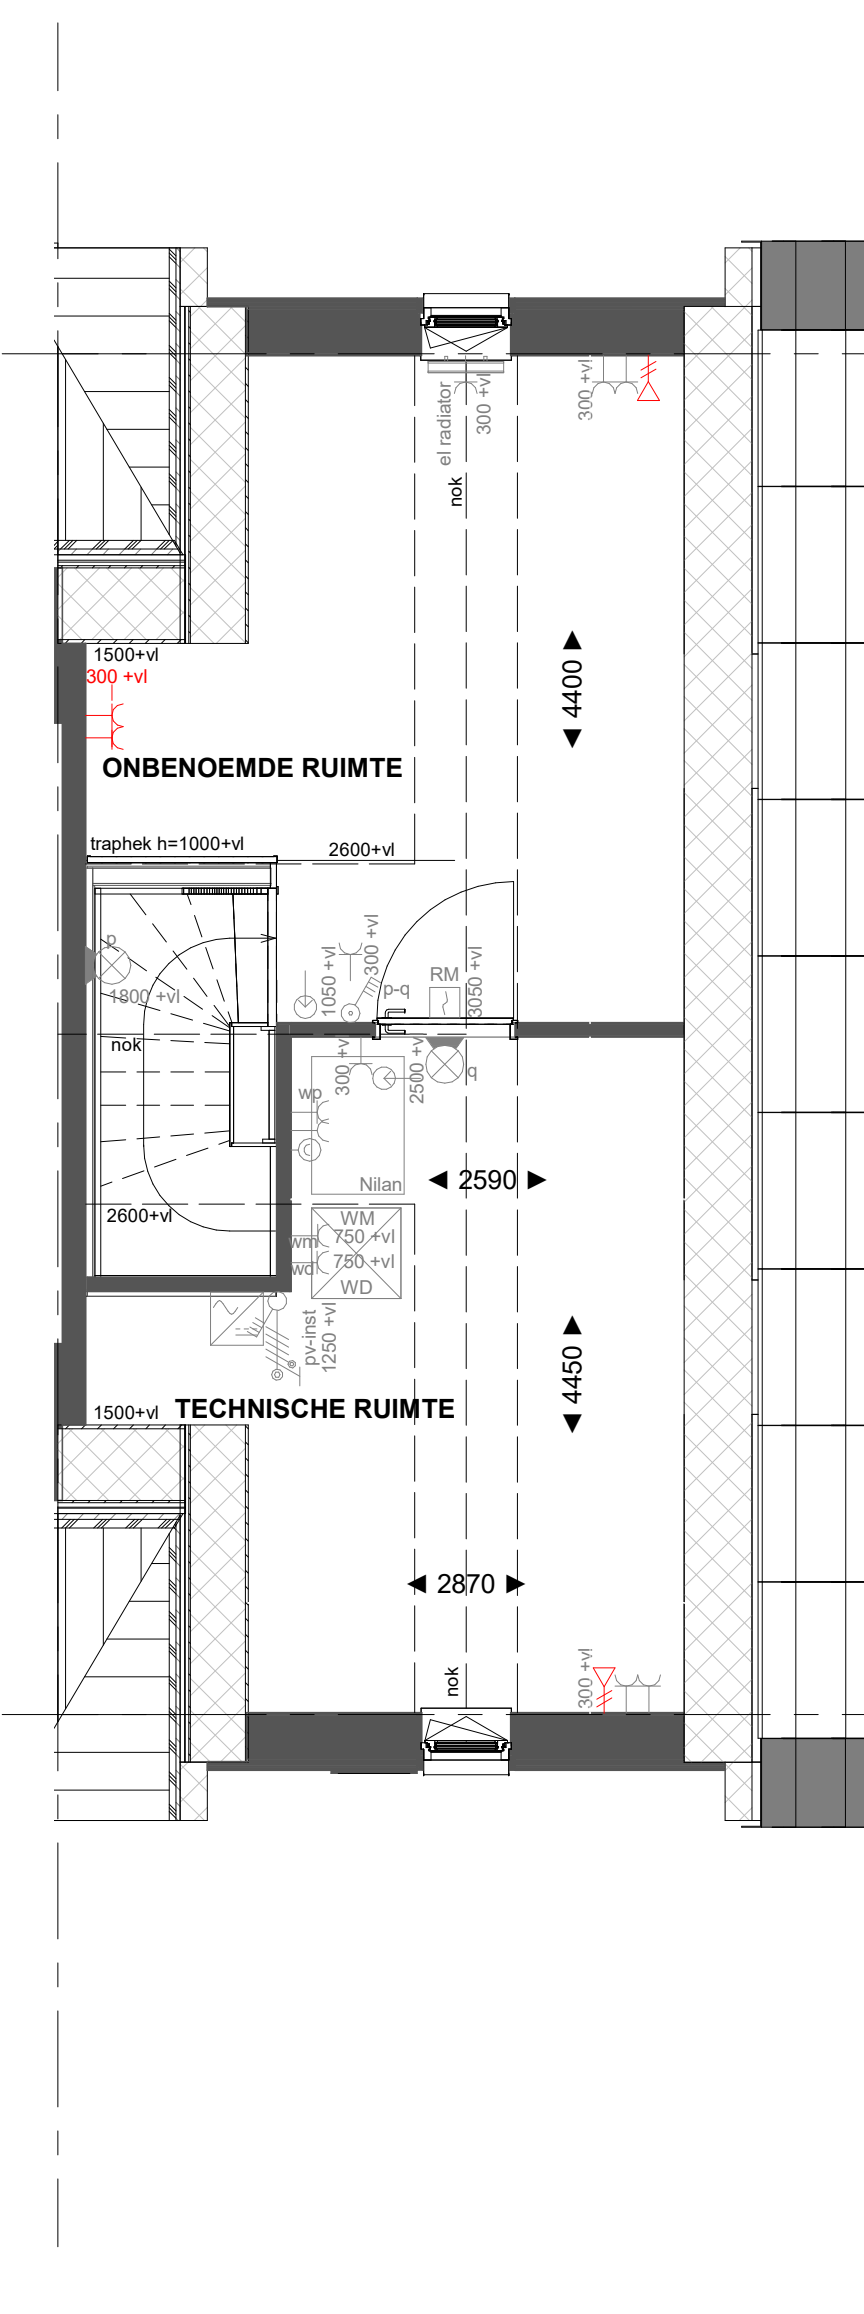 el radiator
300 +vl
300 +vl
nok
1500+vl
300 +vl
4400
ONBENOEMDE RUIMTE
traphek h=1000+vl
2600+vl
p
1800 +vl
1050 +vl
300 +vl
p-q
RM
3050 +vl
nok
300 +vl
2500 +vl
q
wp
Nilan
2590
2600+vl
WM
wm
750 +vl
wd
750 +vl
WD
pv-inst
1250 +vl
4450
1500+vl
TECHNISCHE RUIMTE
2870
nok
300 +vl